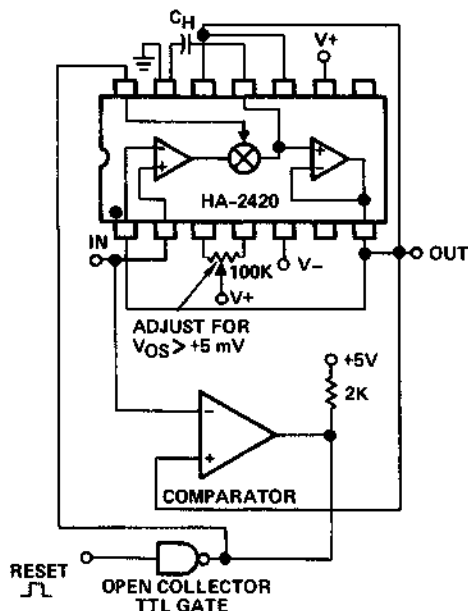 CH
V+
HA-2420
IN
100K
V-
OUT
V+
ADJUST FOR
VOS > +5 mV
+5V
2K
COMPARATOR
RESET
OPEN COLLECTOR
TTL GATE